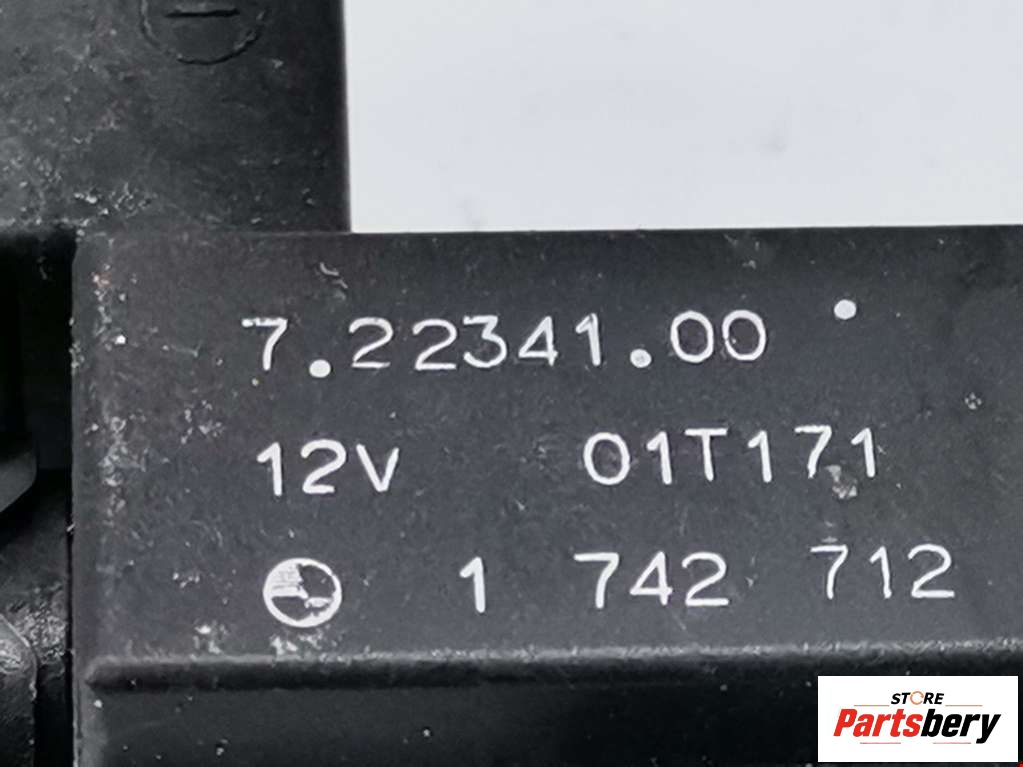 7.22341.00
12V 01T171
1 742 712
STORE
Partsbery